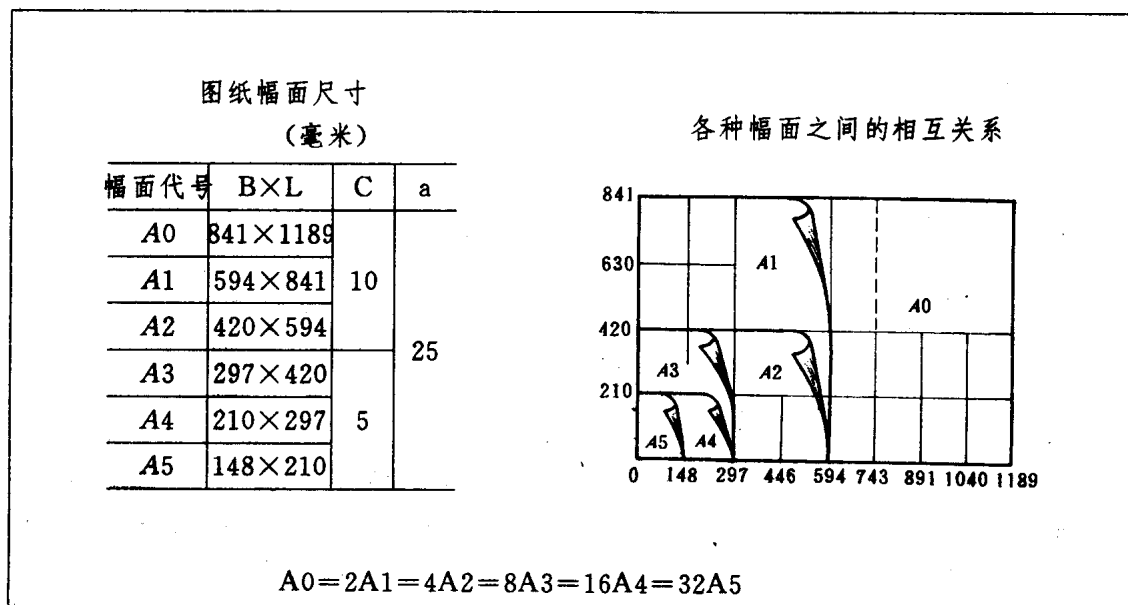 图纸幅面尺寸
（毫米）
幅面代号 B×L C a
A0 841×1189
A1 594×841 10
A2 420×594
25
A3 297×420
A4 210×297 5
A5 148×210
各种幅面之间的相互关系
841
630
420
210
A1
A0
A3
A2
A5
A4
0 148 297 446 594 743 891 1040 1189
A0=2A1=4A2=8A3=16A4=32A5